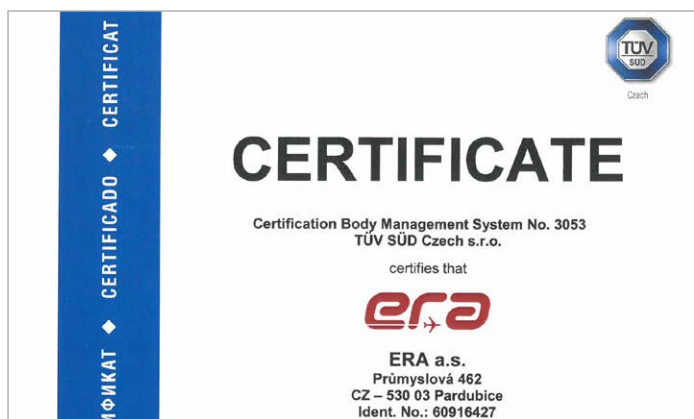 TÜV
SÜD
Czech
CERTIFICATE
Certification Body Management System No. 3053
TÜV SÜD Czech s.r.o.
certifies that
era
ERA a.s.
Průmyslová 462
CZ – 530 03 Pardubice
Ident. No.: 60916427
ИФИКАТ ◆ CERTIFICADO ◆ CERTIFICAT